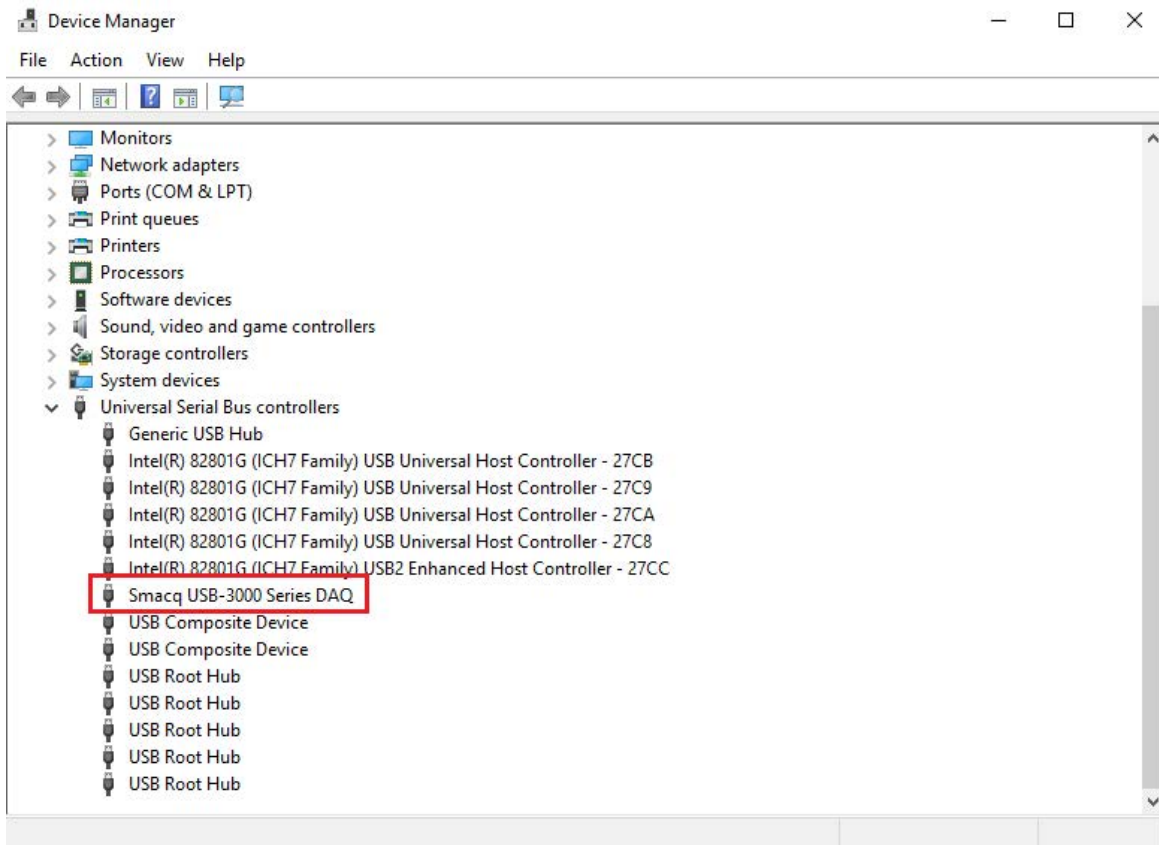 Device Manager
File Action View Help
Monitors
Network adapters
Ports (COM & LPT)
Print queues
Printers
Processors
Software devices
Sound, video and game controllers
Storage controllers
System devices
Universal Serial Bus controllers
Generic USB Hub
Intel(R) 82801G (ICH7 Family) USB Universal Host Controller - 27CB
Intel(R) 82801G (ICH7 Family) USB Universal Host Controller - 27C9
Intel(R) 82801G (ICH7 Family) USB Universal Host Controller - 27CA
Intel(R) 82801G (ICH7 Family) USB Universal Host Controller - 27C8
Intel(R) 82801G (ICH7 Family) USB2 Enhanced Host Controller - 27CC
Smacq USB-3000 Series DAQ
USB Composite Device
USB Composite Device
USB Root Hub
USB Root Hub
USB Root Hub
USB Root Hub
USB Root Hub